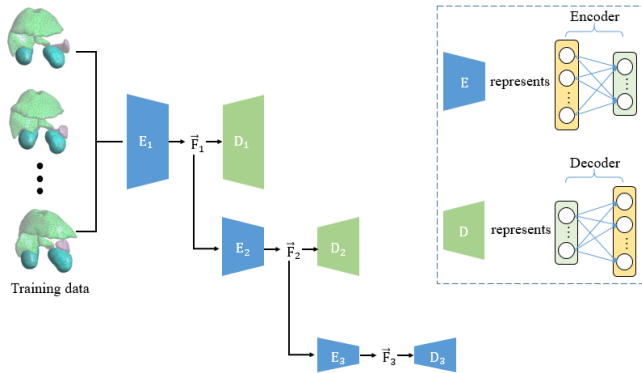 Encoder
E
represents
E₁
F⃗₁
D₁
Decoder
D
represents
E₂
F⃗₂
D₂
Training data
E₃
F⃗₃
D₃